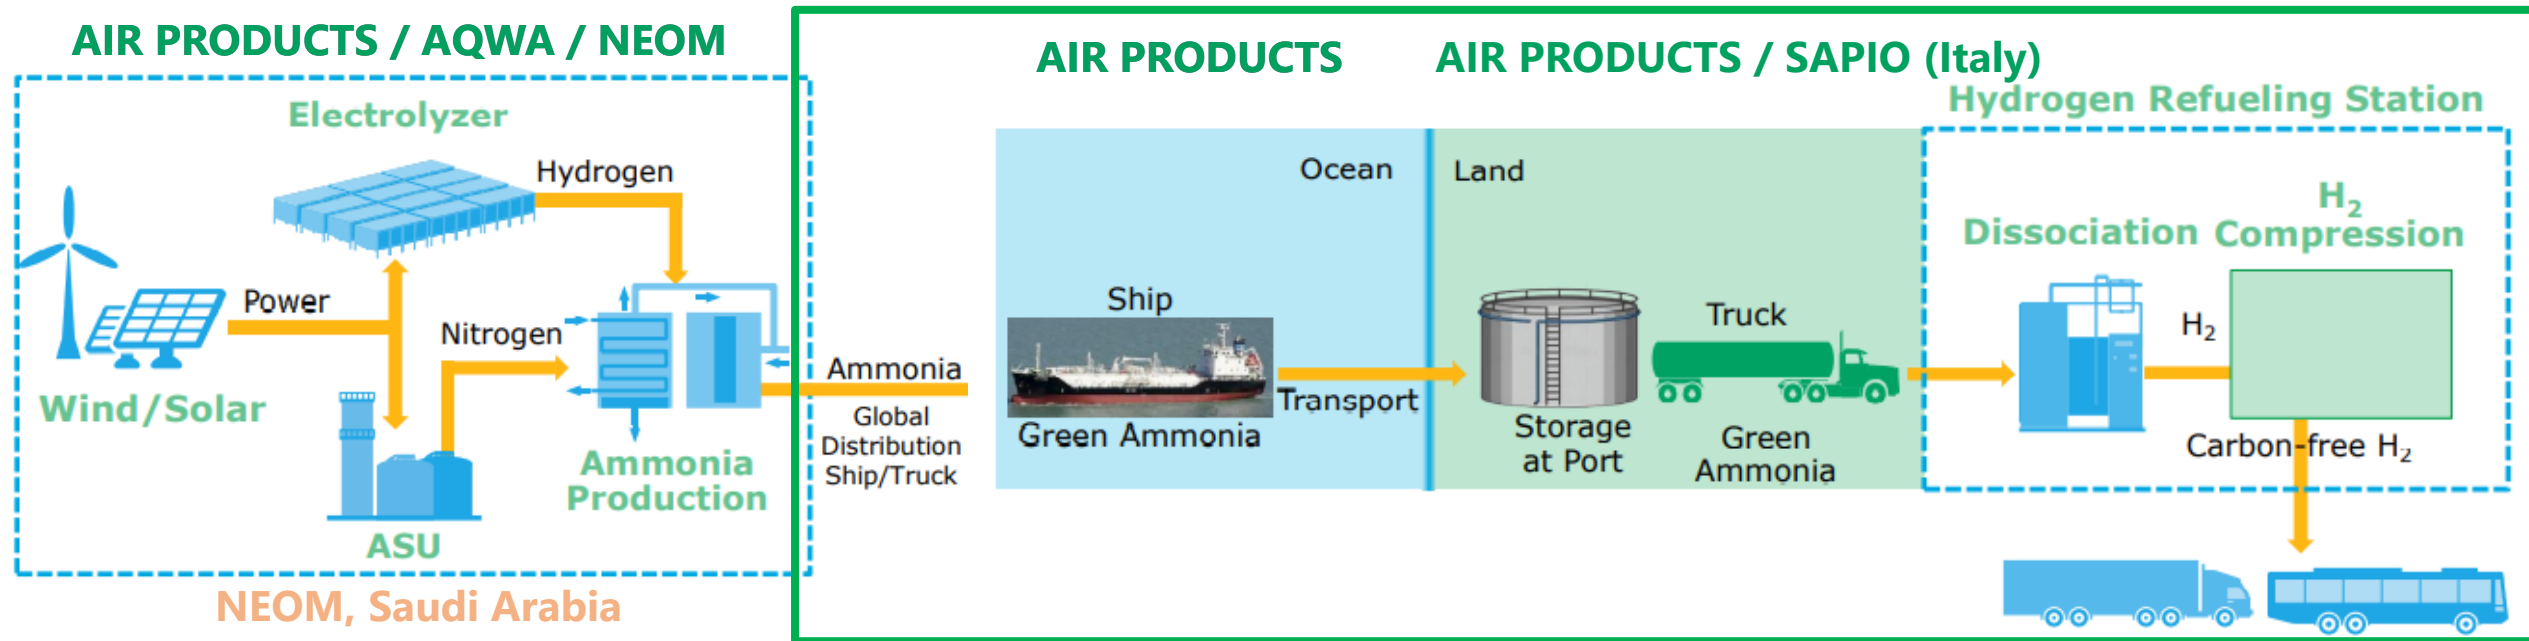 AIR PRODUCTS / AQWA / NEOM
Electrolyzer
Hydrogen
Power
Nitrogen
Wind/Solar
Ammonia
Production
ASU
NEOM, Saudi Arabia
Ammonia
Global
Distribution
Ship/Truck
AIR PRODUCTS
AIR PRODUCTS / SAPIO (Italy)
Ocean
Land
Ship
Green Ammonia
Transport
Storage
at Port
Truck
Green
Ammonia
Hydrogen Refueling Station
Dissociation
H₂
Compression
H₂
Carbon-free H₂